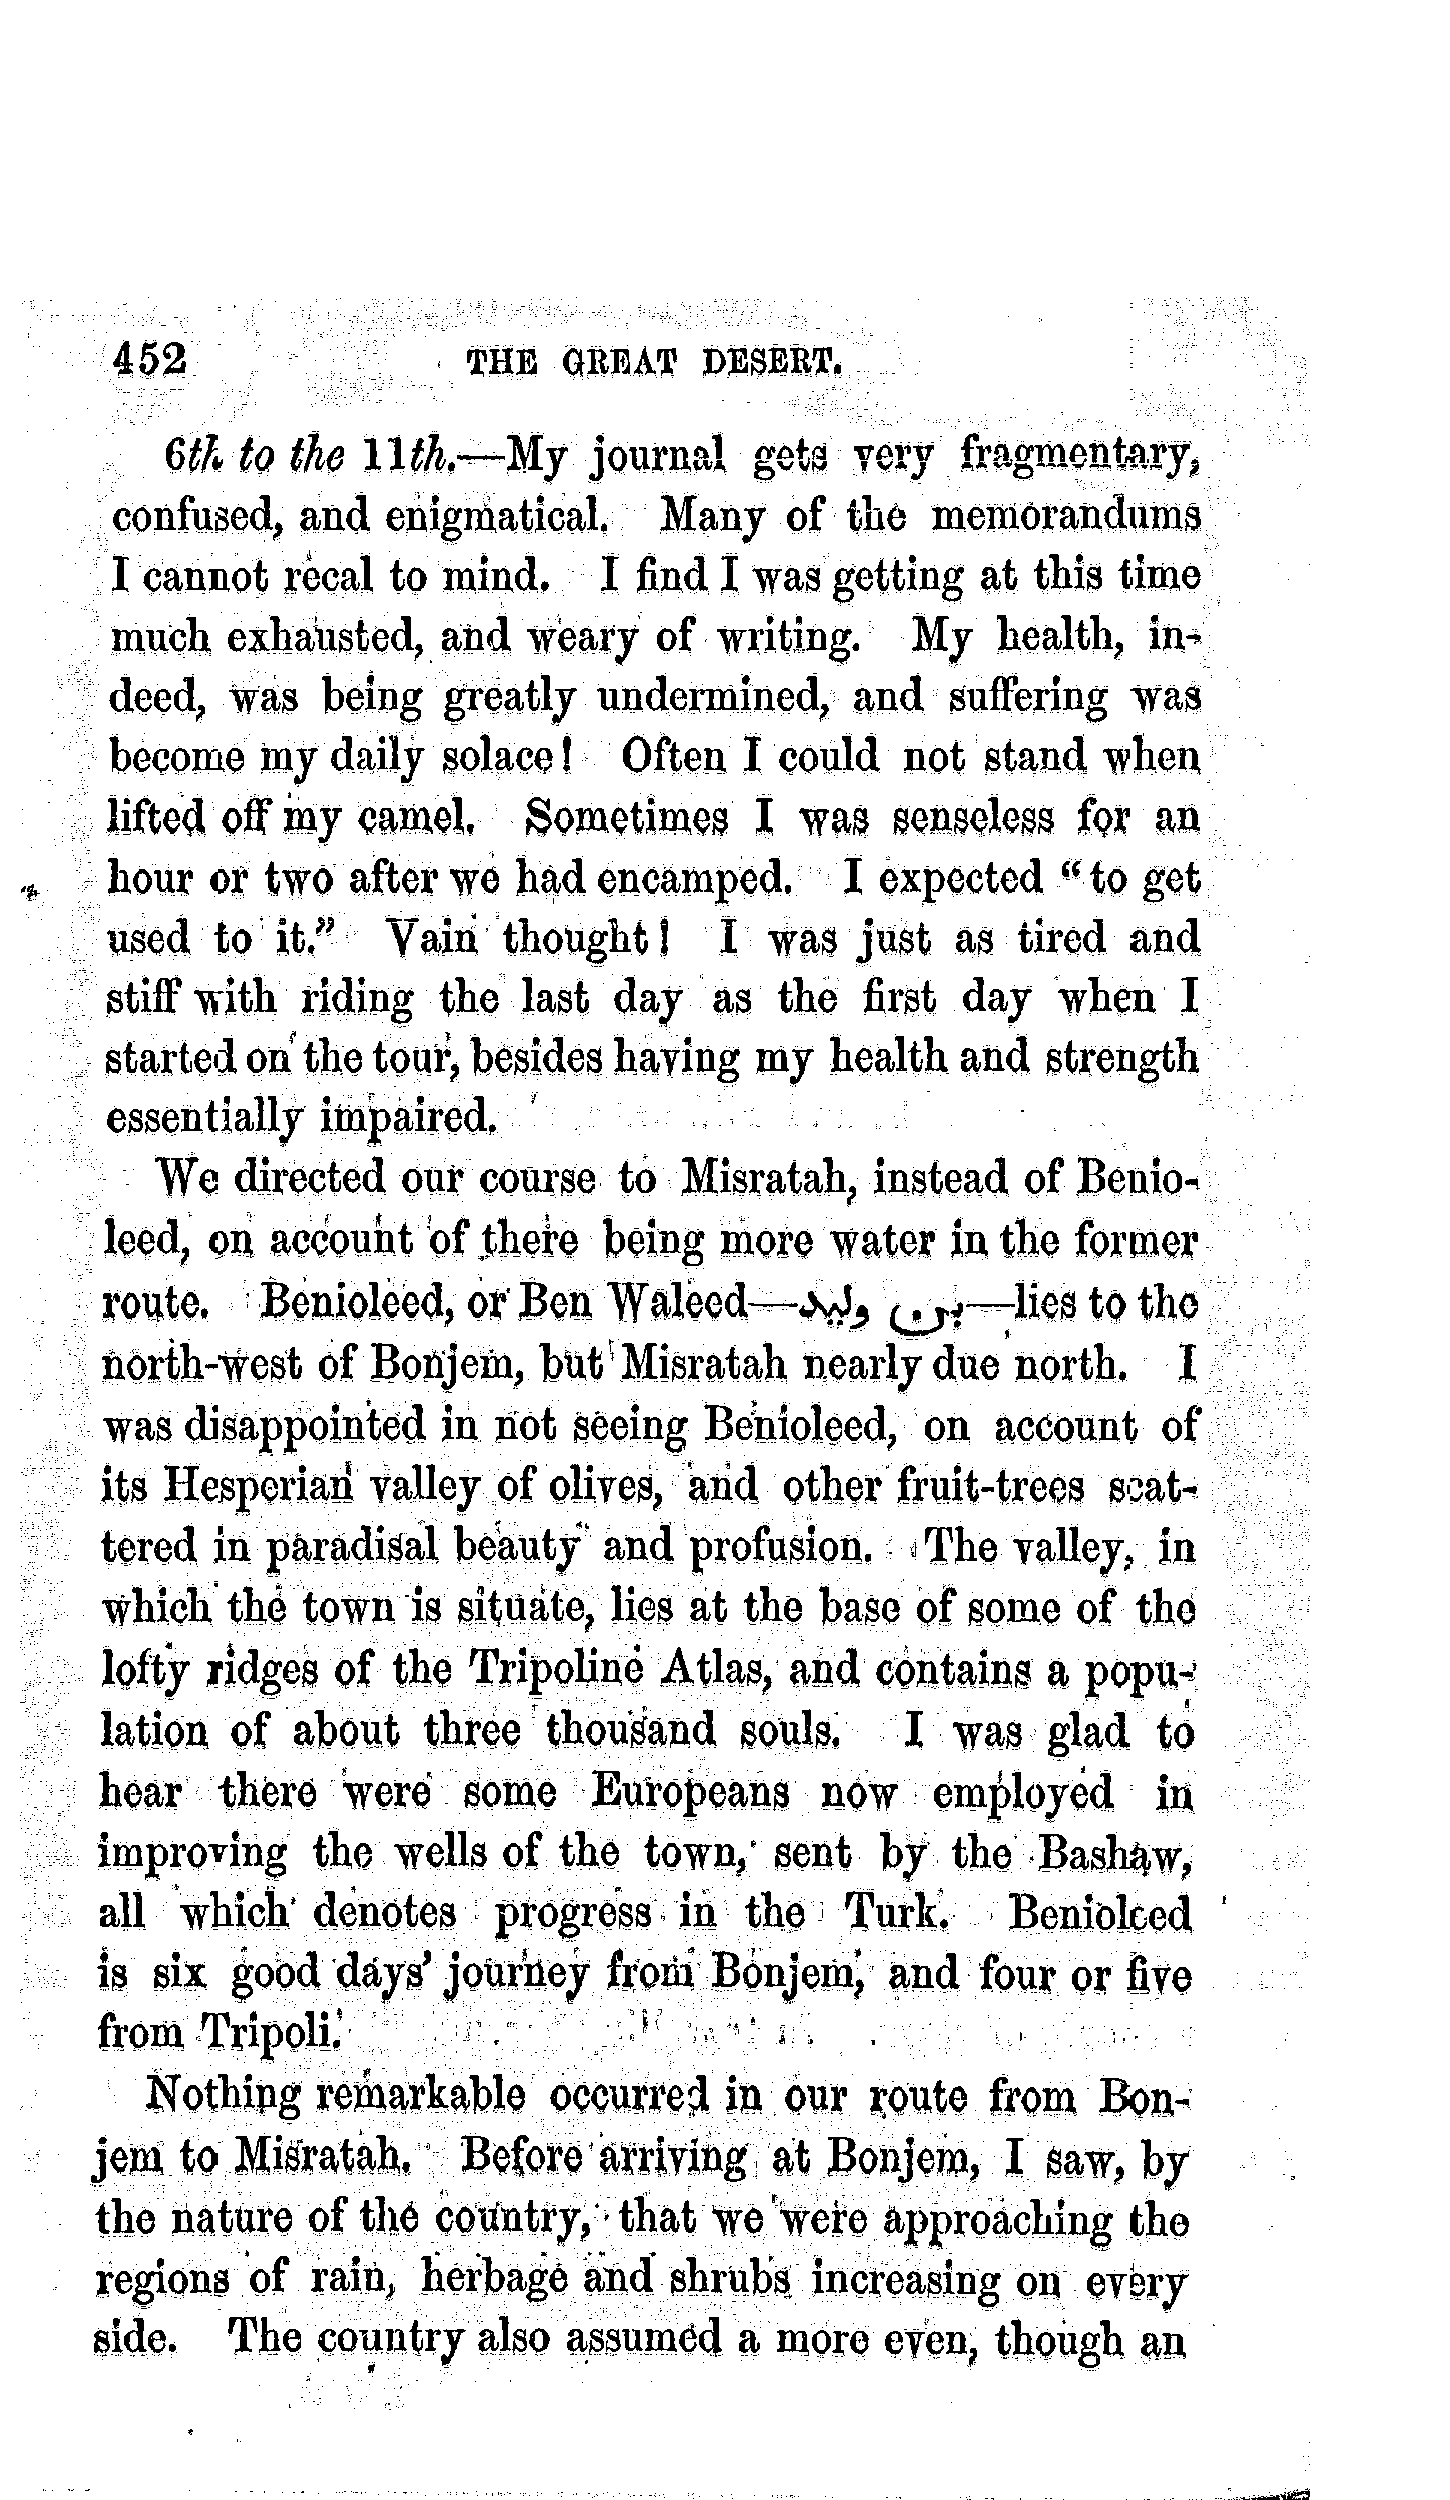 452 THE GREAT DESERT.
6th to the 11th.—My journal gets very fragmentary,
confused, and enigmatical. Many of the memorandums
I cannot recal to mind. I find I was getting at this time
much exhausted, and weary of writing. My health, in-
deed, was being greatly undermined, and suffering was
become my daily solace! Often I could not stand when
lifted off my camel. Sometimes I was senseless for an
hour or two after we had encamped. I expected “to get
used to it.” Vain thought! I was just as tired and
stiff with riding the last day as the first day when I
started on the tour, besides having my health and strength
essentially impaired.
We directed our course to Misratah, instead of Benio-
leed, on account of there being more water in the former
route. Benioleed, or Ben Waleed—بن وليد—lies to the
north-west of Bonjem, but Misratah nearly due north. I
was disappointed in not seeing Benioleed, on account of
its Hesperian valley of olives, and other fruit-trees scat-
tered in paradisal beauty and profusion. The valley, in
which the town is situate, lies at the base of some of the
lofty ridges of the Tripoline Atlas, and contains a popu-
lation of about three thousand souls. I was glad to
hear there were some Europeans now employed in
improving the wells of the town, sent by the Bashaw,
all which denotes progress in the Turk. Benioleed
is six good days’ journey from Bonjem, and four or five
from Tripoli.
Nothing remarkable occurred in our route from Bon-
jem to Misratah. Before arriving at Bonjem, I saw, by
the nature of the country, that we were approaching the
regions of rain, herbage and shrubs increasing on every
side. The country also assumed a more even, though an